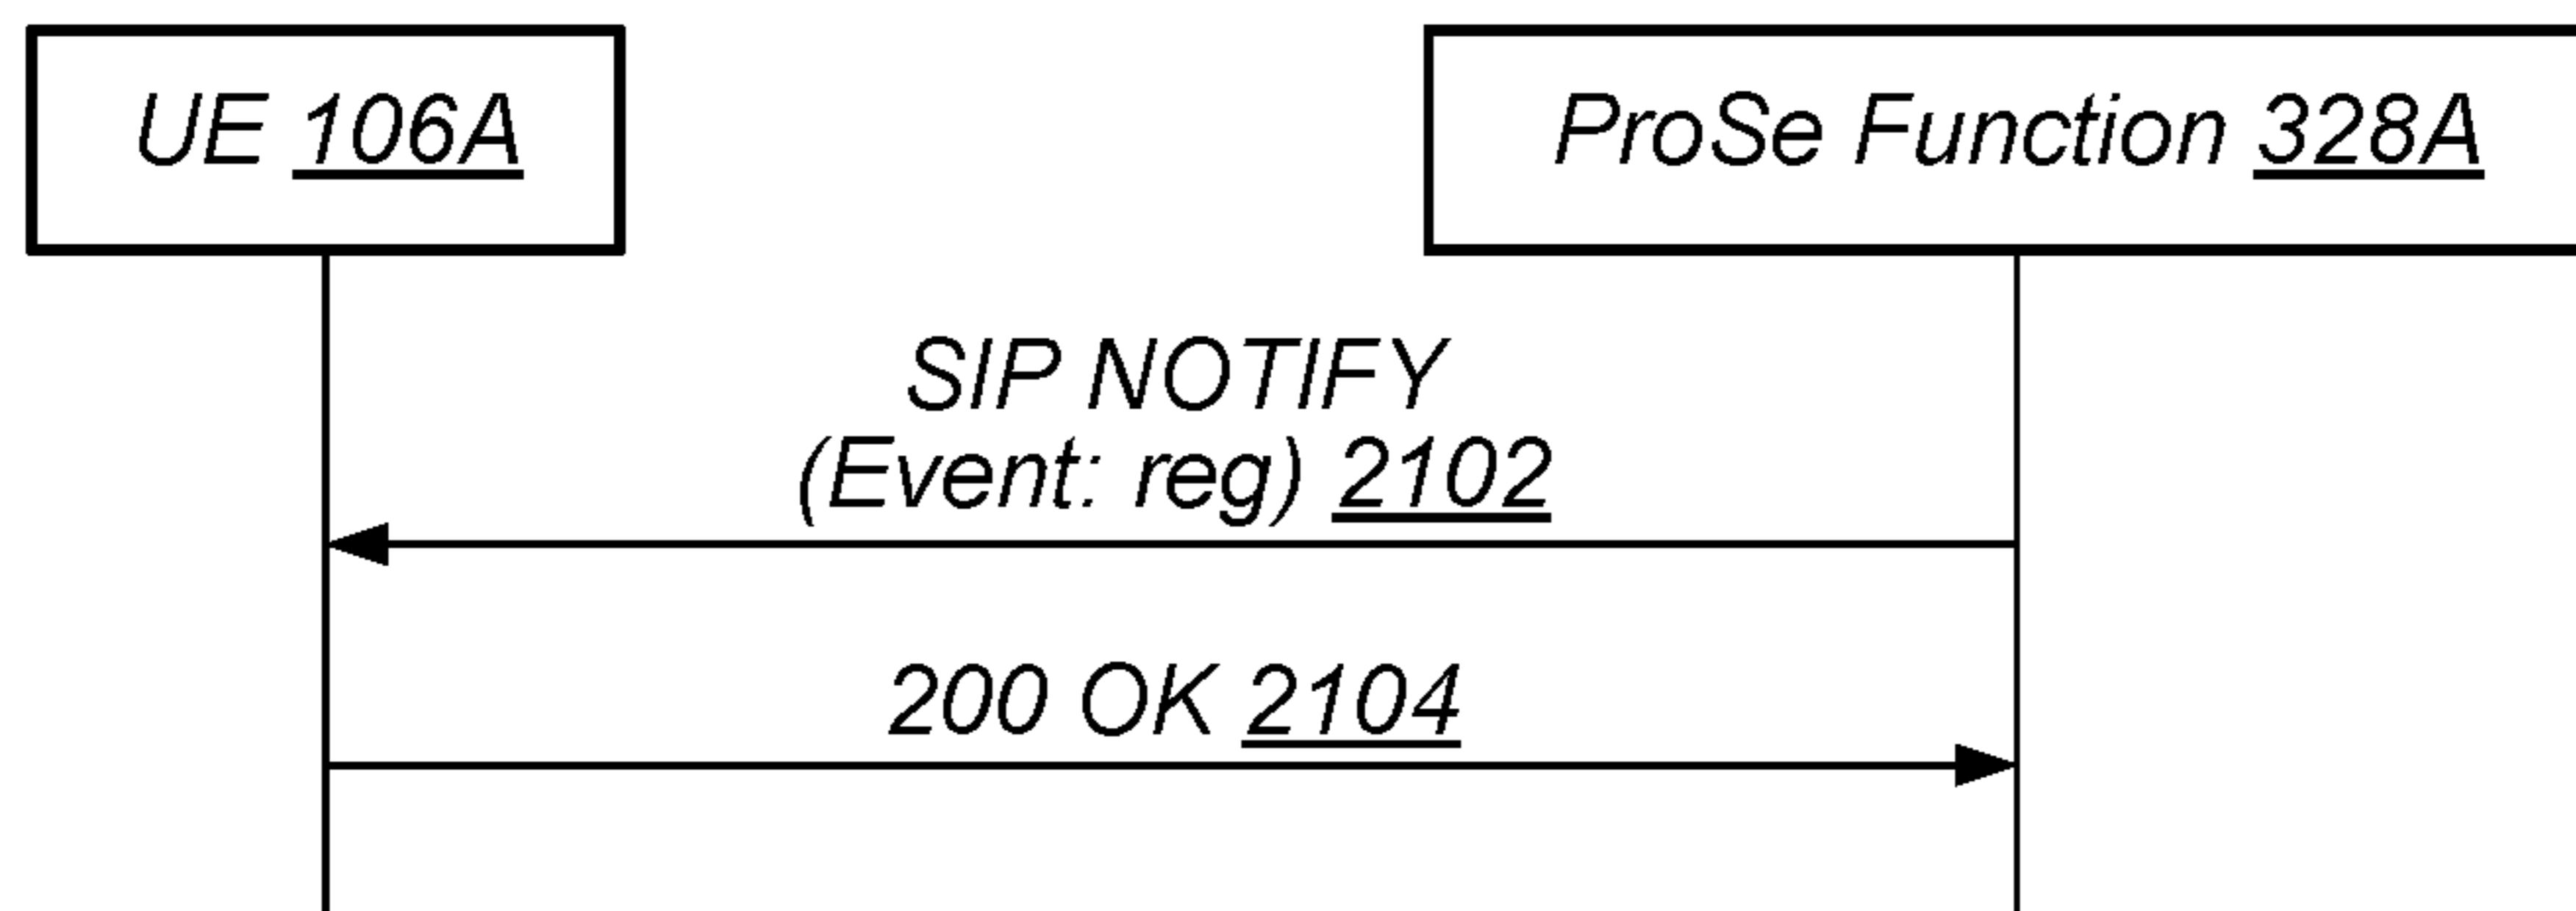 UE 106A
ProSe Function 328A
SIP NOTIFY
(Event: reg) 2102
200 OK 2104